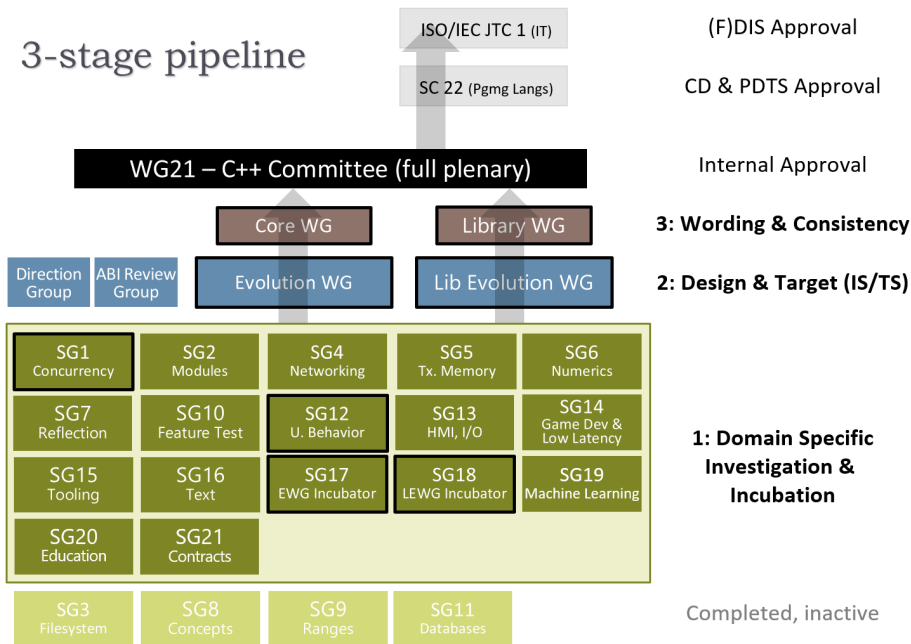 3-stage pipeline
ISO/IEC JTC 1 (IT)
(F)DIS Approval
SC 22 (Pgmg Langs)
CD & PDTS Approval
WG21 – C++ Committee (full plenary)
Internal Approval
Core WG
Library WG
3: Wording & Consistency
Direction
Group
ABI Review
Group
Evolution WG
Lib Evolution WG
2: Design & Target (IS/TS)
SG1
Concurrency
SG2
Modules
SG4
Networking
SG5
Tx. Memory
SG6
Numerics
SG7
Reflection
SG10
Feature Test
SG12
U. Behavior
SG13
HMI, I/O
SG14
Game Dev &
Low Latency
SG15
Tooling
SG16
Text
SG17
EWG Incubator
SG18
LEWG Incubator
SG19
Machine Learning
SG20
Education
SG21
Contracts
1: Domain Specific
Investigation &
Incubation
SG3
Filesystem
SG8
Concepts
SG9
Ranges
SG11
Databases
Completed, inactive